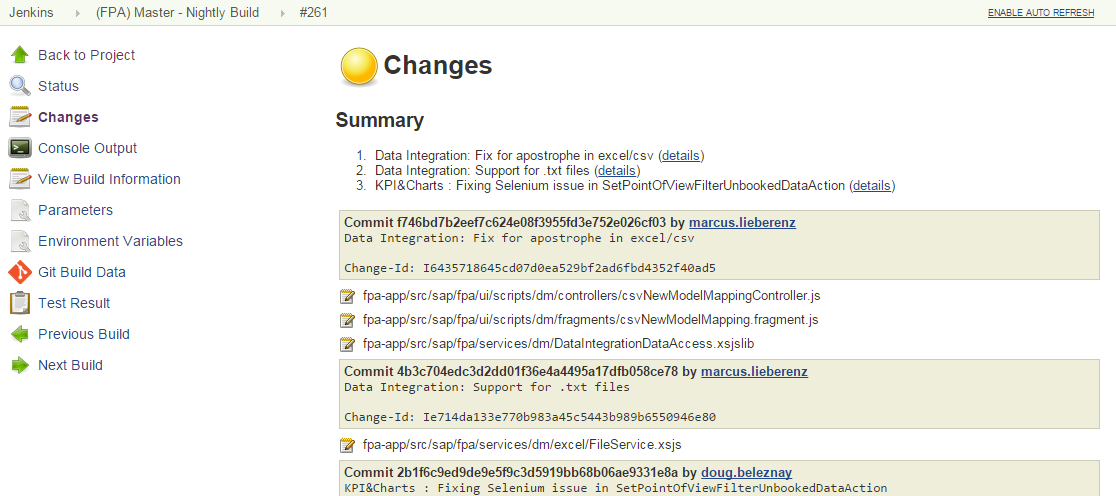 Jenkins
(FPA) Master - Nightly Build
#261
ENABLE AUTO REFRESH
Back to Project
Status
Changes
Console Output
View Build Information
Parameters
Environment Variables
Git Build Data
Test Result
Previous Build
Next Build
Changes
Summary
1. Data Integration: Fix for apostrophe in excel/csv (details)
2. Data Integration: Support for .txt files (details)
3. KPI&Charts : Fixing Selenium issue in SetPointOfViewFilterUnbookedDataAction (details)
Commit f746bd7b2eef7c624e08f3955fd3e752e026cf03 by marcus.lieberenz
Data Integration: Fix for apostrophe in excel/csv
Change-Id: I6435718645cd07d0ea529bf2ad6fbd4352f40ad5
fpa-app/src/sap/fpa/ui/scripts/dm/controllers/csvNewModelMappingController.js
fpa-app/src/sap/fpa/ui/scripts/dm/fragments/csvNewModelMapping.fragment.js
fpa-app/src/sap/fpa/services/dm/DataIntegrationDataAccess.xsjslib
Commit 4b3c704edc3d2dd01f36e4a4495a17dfb058ce78 by marcus.lieberenz
Data Integration: Support for .txt files
Change-Id: Ie714da133e770b983a45c5443b989b6550946e80
fpa-app/src/sap/fpa/services/dm/excel/FileService.xsjs
Commit 2b1f6c9ed9de9e5f9c3d5919bb68b06ae9331e8a by doug.beleznay
KPI&Charts : Fixing Selenium issue in SetPointOfViewFilterUnbookedDataAction